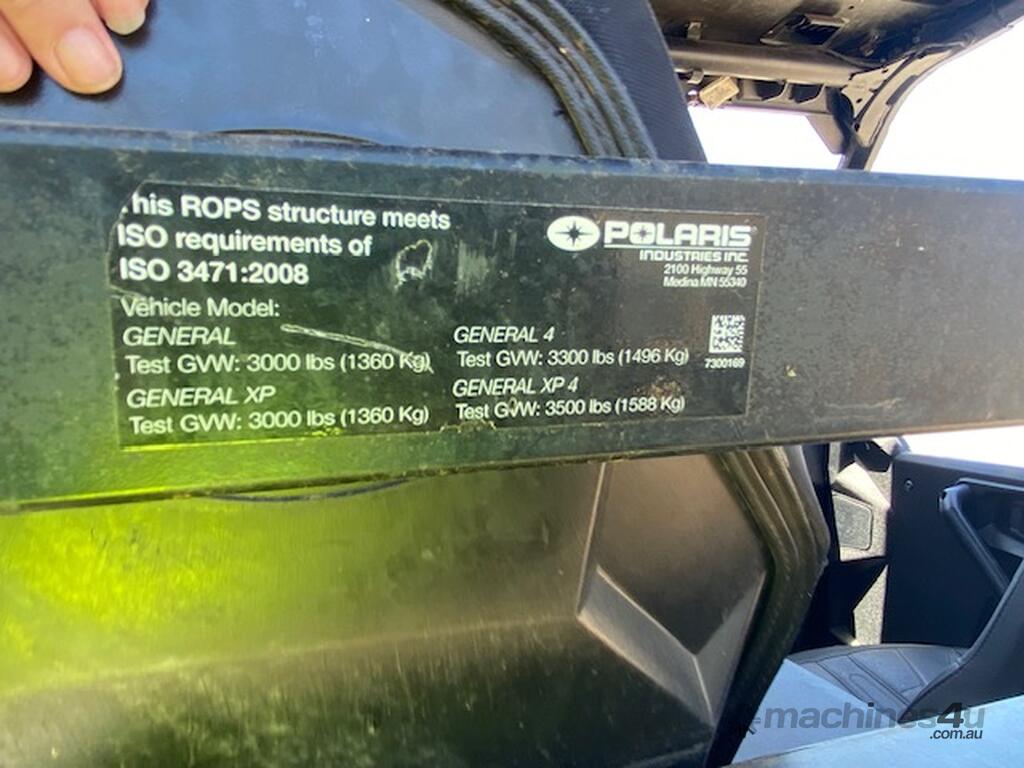 This ROPS structure meets
ISO requirements of
ISO 3471:2008
POLARIS
INDUSTRIES INC.
2100 Highway 55
Medina MN 55340
Vehicle Model:
GENERAL
Test GVW: 3000 lbs (1360 Kg)
GENERAL XP
Test GVW: 3000 lbs (1360 Kg)
GENERAL 4
Test GVW: 3300 lbs (1496 Kg)
GENERAL XP 4
Test GVW: 3500 lbs (1588 Kg)
7300169
machines4u
.com.au